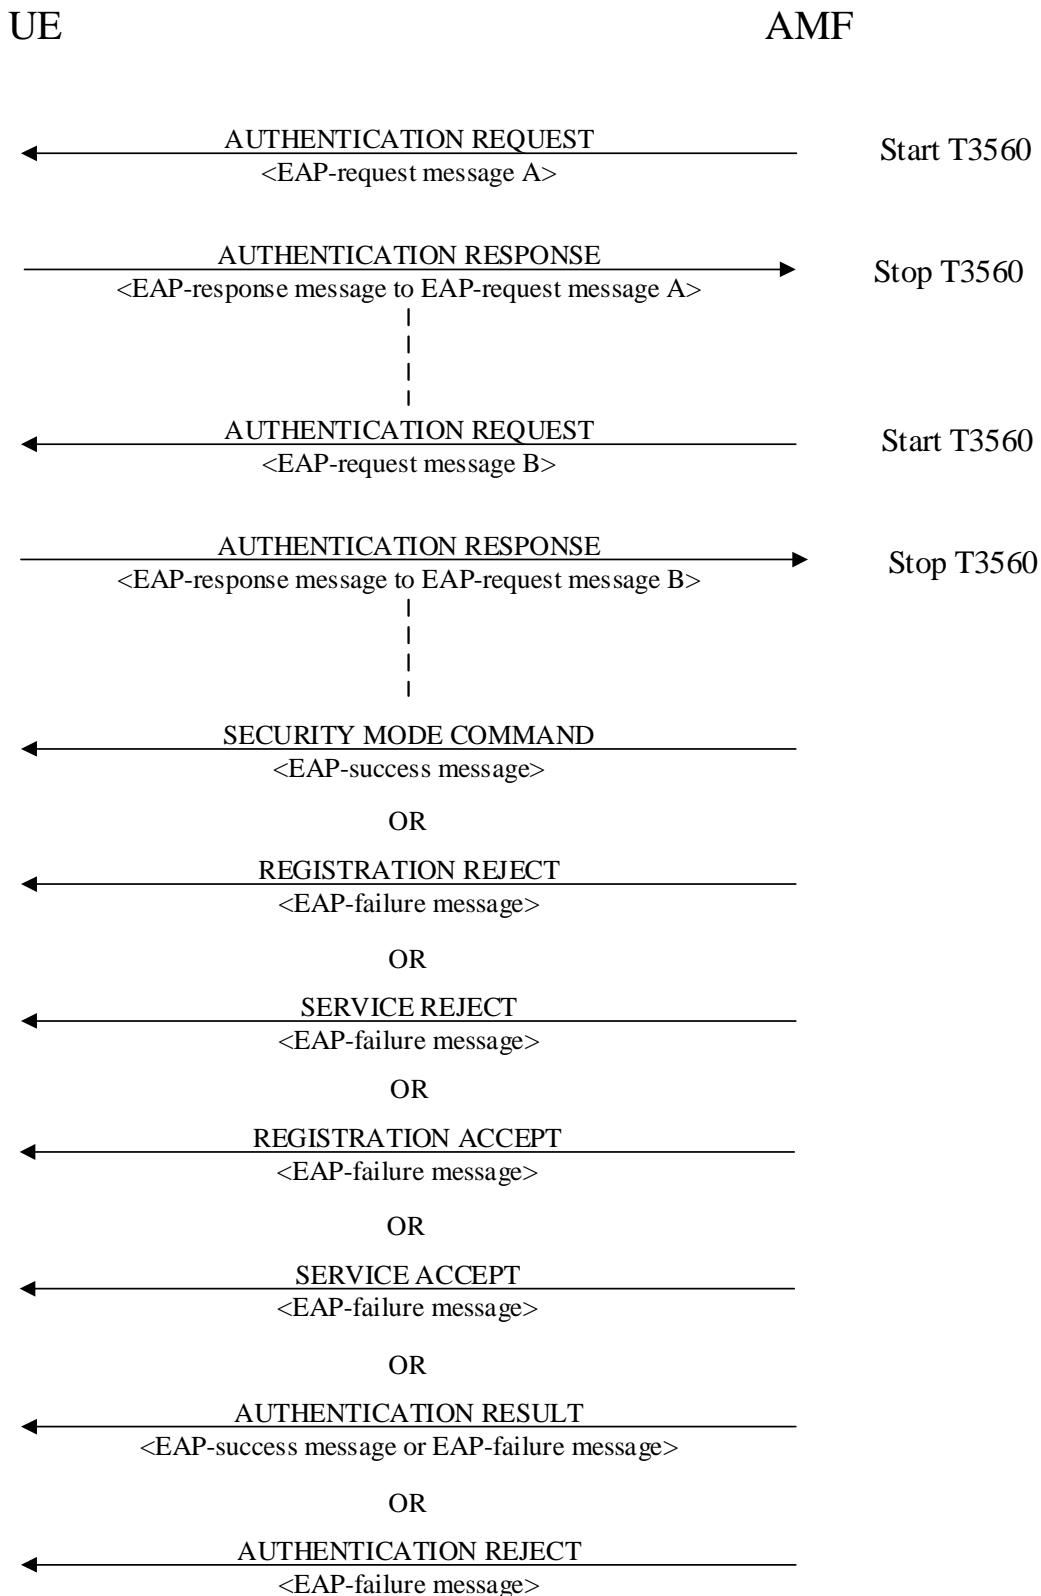 UE AMF
AUTHENTICATION REQUEST
Start T3560
<EAP-request message A>
AUTHENTICATION RESPONSE
Stop T3560
<EAP-response message to EAP-request message A>
AUTHENTICATION REQUEST
Start T3560
<EAP-request message B>
AUTHENTICATION RESPONSE
Stop T3560
<EAP-response message to EAP-request message B>
SECURITY MODE COMMAND
<EAP-success message>
OR
REGISTRATION REJECT
<EAP-failure message>
OR
SERVICE REJECT
<EAP-failure message>
OR
REGISTRATION ACCEPT
<EAP-failure message>
OR
SERVICE ACCEPT
<EAP-failure message>
OR
AUTHENTICATION RESULT
<EAP-success message or EAP-failure message>
OR
AUTHENTICATION REJECT
<EAP-failure message>